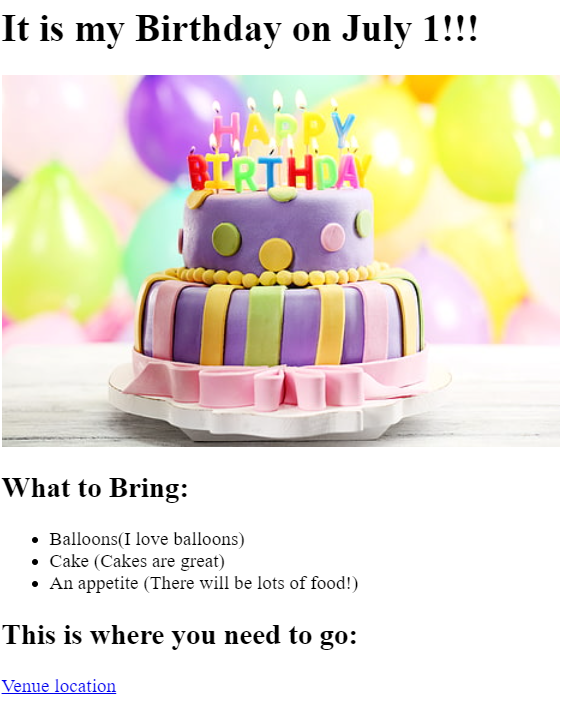 It is my Birthday on July 1!!!
HAPPY
BIRTHDAY
What to Bring:
Balloons(I love balloons)
Cake (Cakes are great)
An appetite (There will be lots of food!)
This is where you need to go:
Venue location